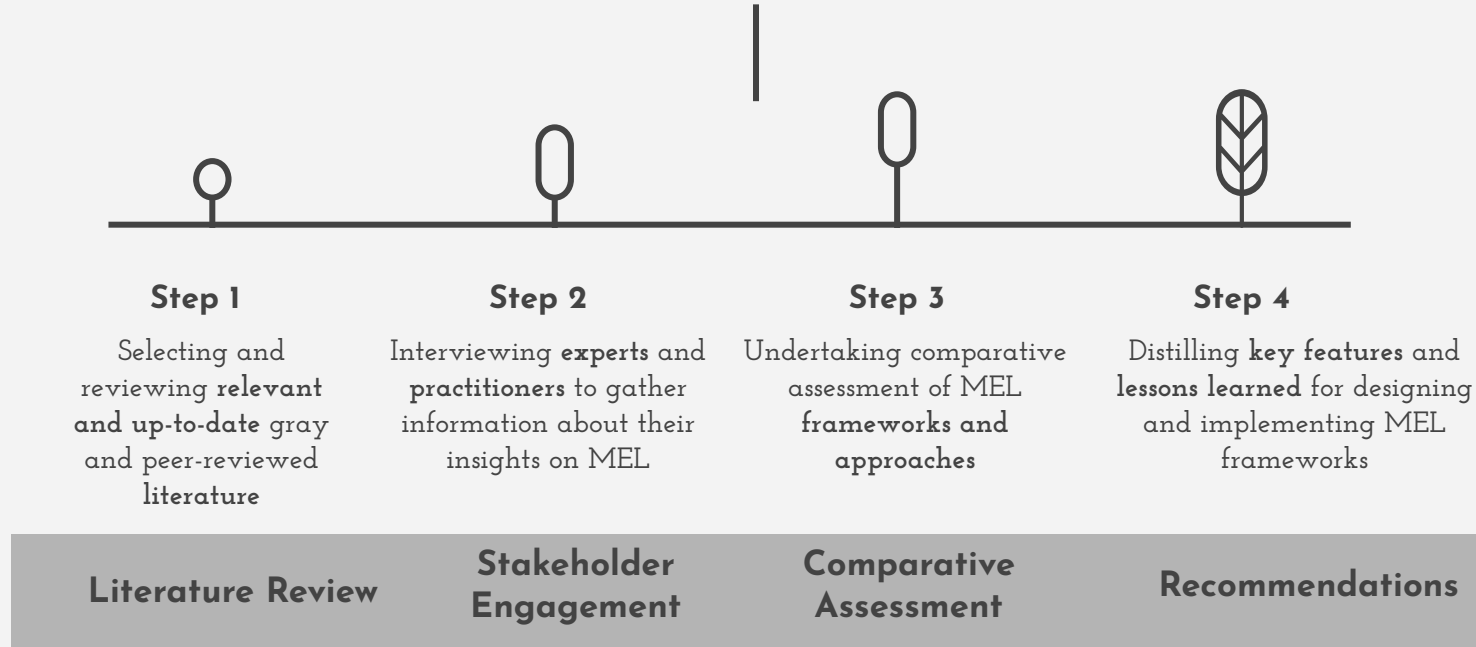 Step 1
Selecting and
reviewing relevant
and up-to-date gray
and peer-reviewed
literature
Literature Review
Step 2
Interviewing experts and
practitioners to gather
information about their
insights on MEL
Stakeholder
Engagement
Step 3
Undertaking comparative
assessment of MEL
frameworks and
approaches
Comparative
Assessment
Step 4
Distilling key features and
lessons learned for designing
and implementing MEL
frameworks
Recommendations